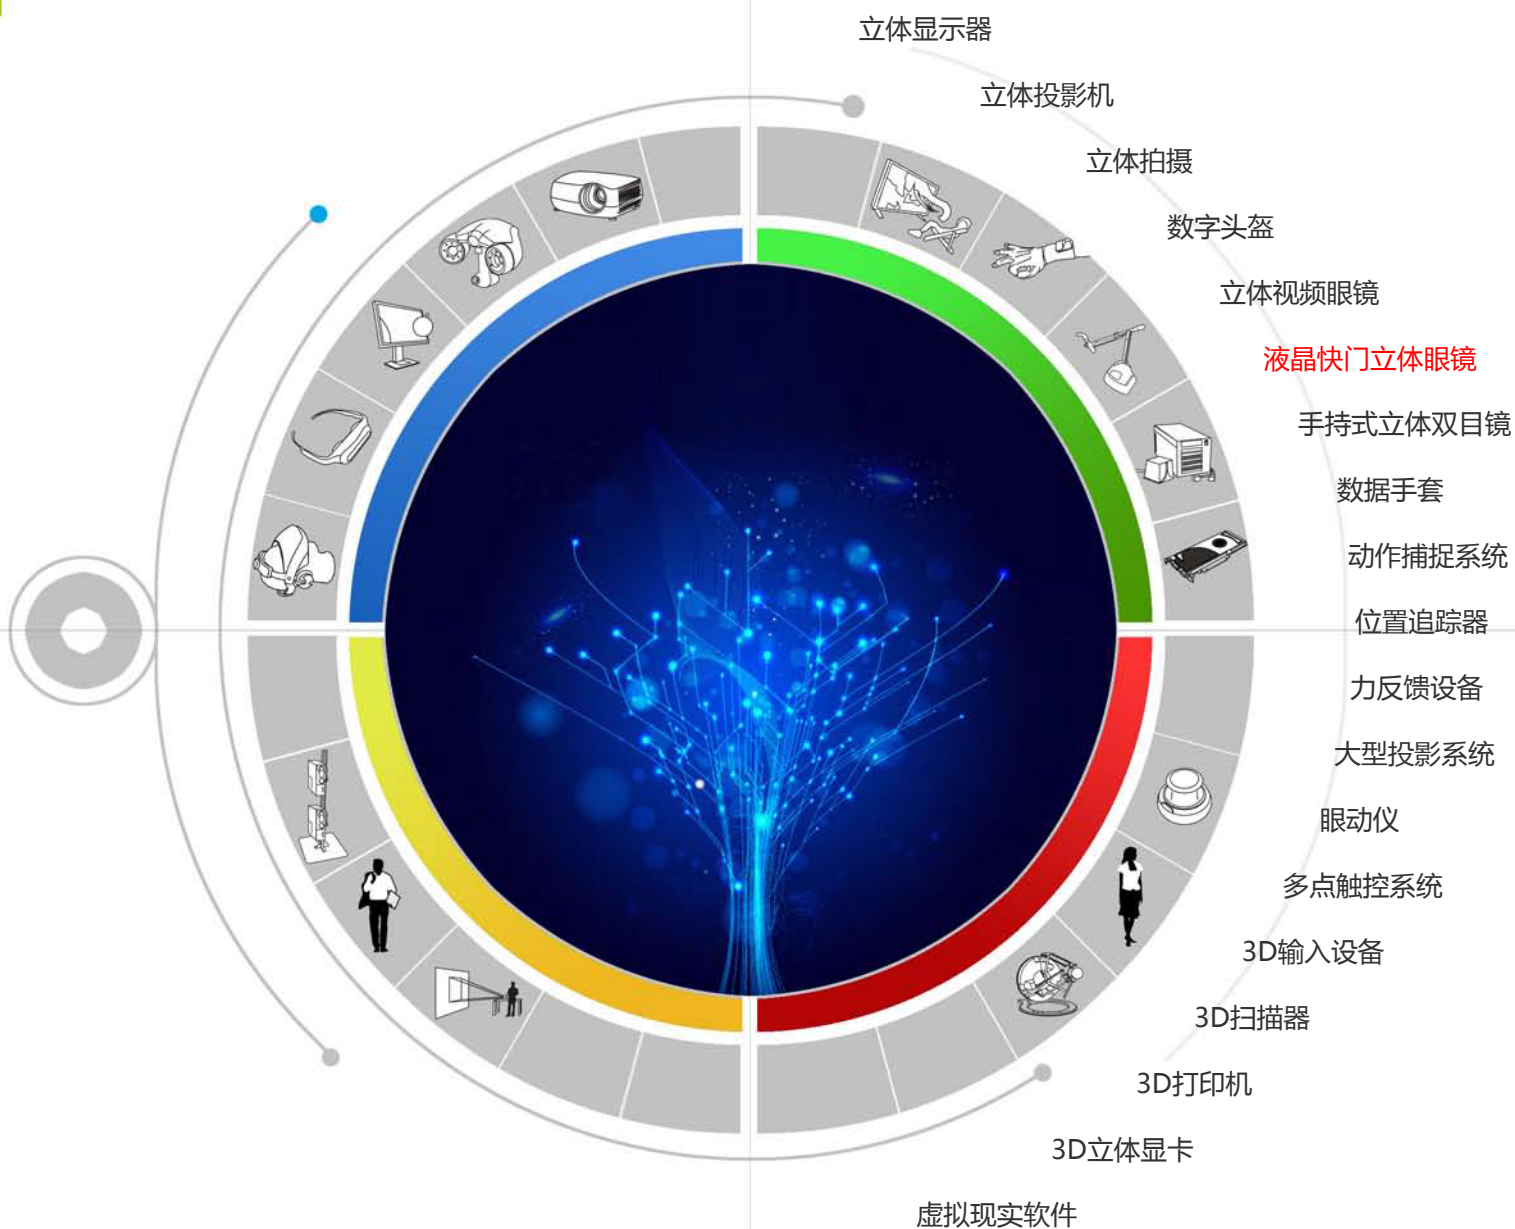 立体显示器
立体投影机
立体拍摄
数字头盔
立体视频眼镜
液晶快门立体眼镜
手持式立体双目镜
数据手套
动作捕捉系统
位置追踪器
力反馈设备
大型投影系统
眼动仪
多点触控系统
3D输入设备
3D扫描器
3D打印机
3D立体显卡
虚拟现实软件